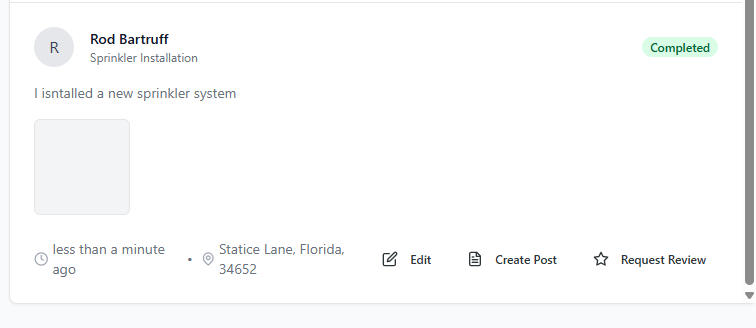 R
Rod Bartruff
Sprinkler Installation
Completed
I isntalled a new sprinkler system
less than a minute
ago
•
Statice Lane, Florida,
34652
Edit
Create Post
Request Review